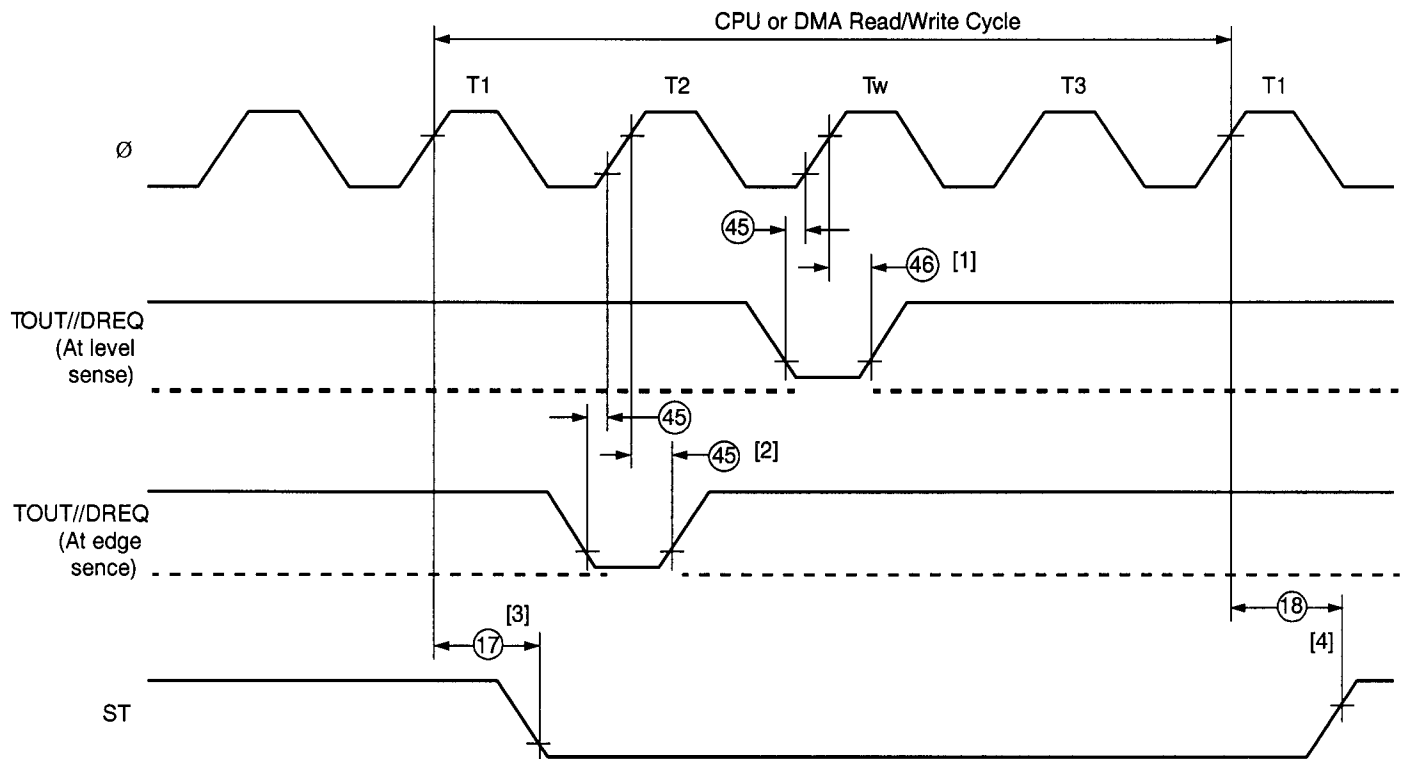 CPU or DMA Read/Write Cycle
T1 T2 Tw T3 T1
Ø
45
46 [1]
TOUT//DREQ
(At level
sense)
45
45 [2]
TOUT//DREQ
(At edge
sence)
[3]
17
18
[4]
ST